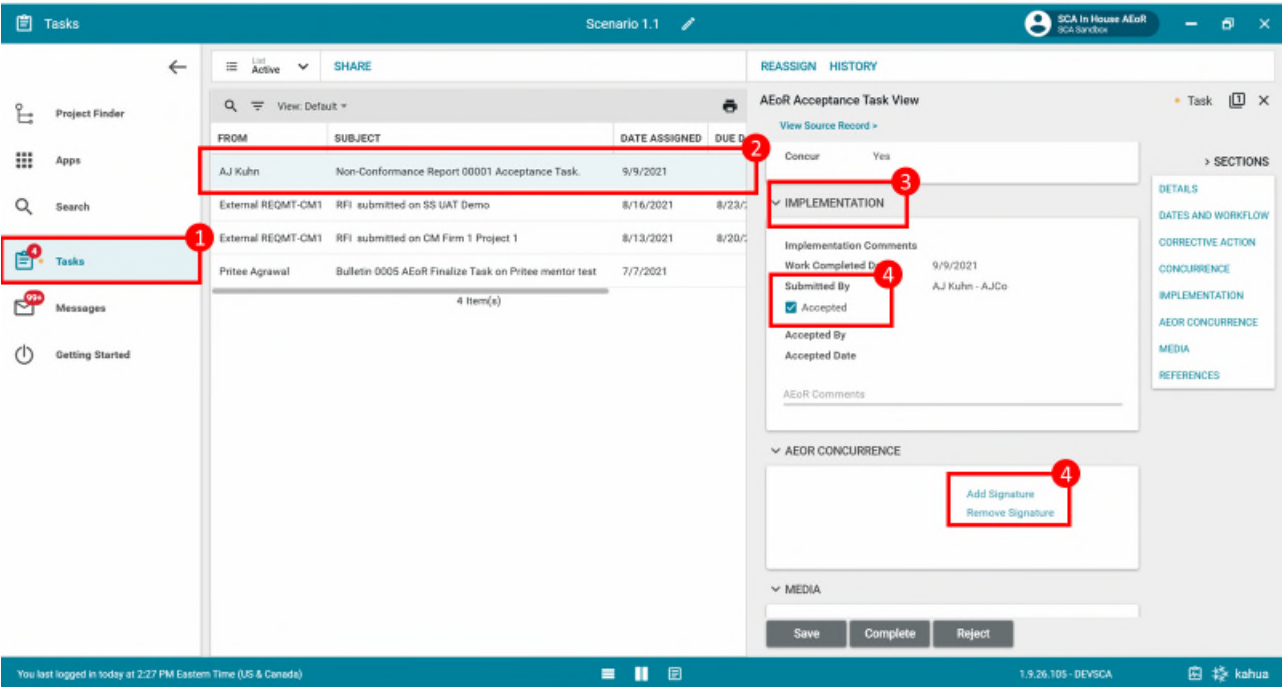 Tasks
Scenario 1.1
SCA In House AEoR
SCA Sandbox
Project Finder
Apps
Search
4
1
Tasks
99+
Messages
Getting Started
List
Active
SHARE
View: Default
FROM SUBJECT DATE ASSIGNED DUE D
2
AJ Kuhn Non-Conformance Report 00001 Acceptance Task. 9/9/2021
External REQMT-CM1 RFI submitted on SS UAT Demo 8/16/2021 8/23/2
External REQMT-CM1 RFI submitted on CM Firm 1 Project 1 8/13/2021 8/20/2
Pritee Agrawal Bulletin 0005 AEoR Finalize Task on Pritee mentor test 7/7/2021
4 Item(s)
REASSIGN HISTORY
AEoR Acceptance Task View
Task 1
View Source Record >
Concur Yes
3
IMPLEMENTATION
Implementation Comments
Work Completed D 9/9/2021
4
Submitted By AJ Kuhn - AJCo
Accepted
Accepted By
Accepted Date
AEoR Comments
AEOR CONCURRENCE
4
Add Signature
Remove Signature
MEDIA
Save Complete Reject
> SECTIONS
DETAILS
DATES AND WORKFLOW
CORRECTIVE ACTION
CONCURRENCE
IMPLEMENTATION
AEOR CONCURRENCE
MEDIA
REFERENCES
You last logged in today at 2:27 PM Eastern Time (US & Canada)
1.9.26.105 - DEVSCA
kahua